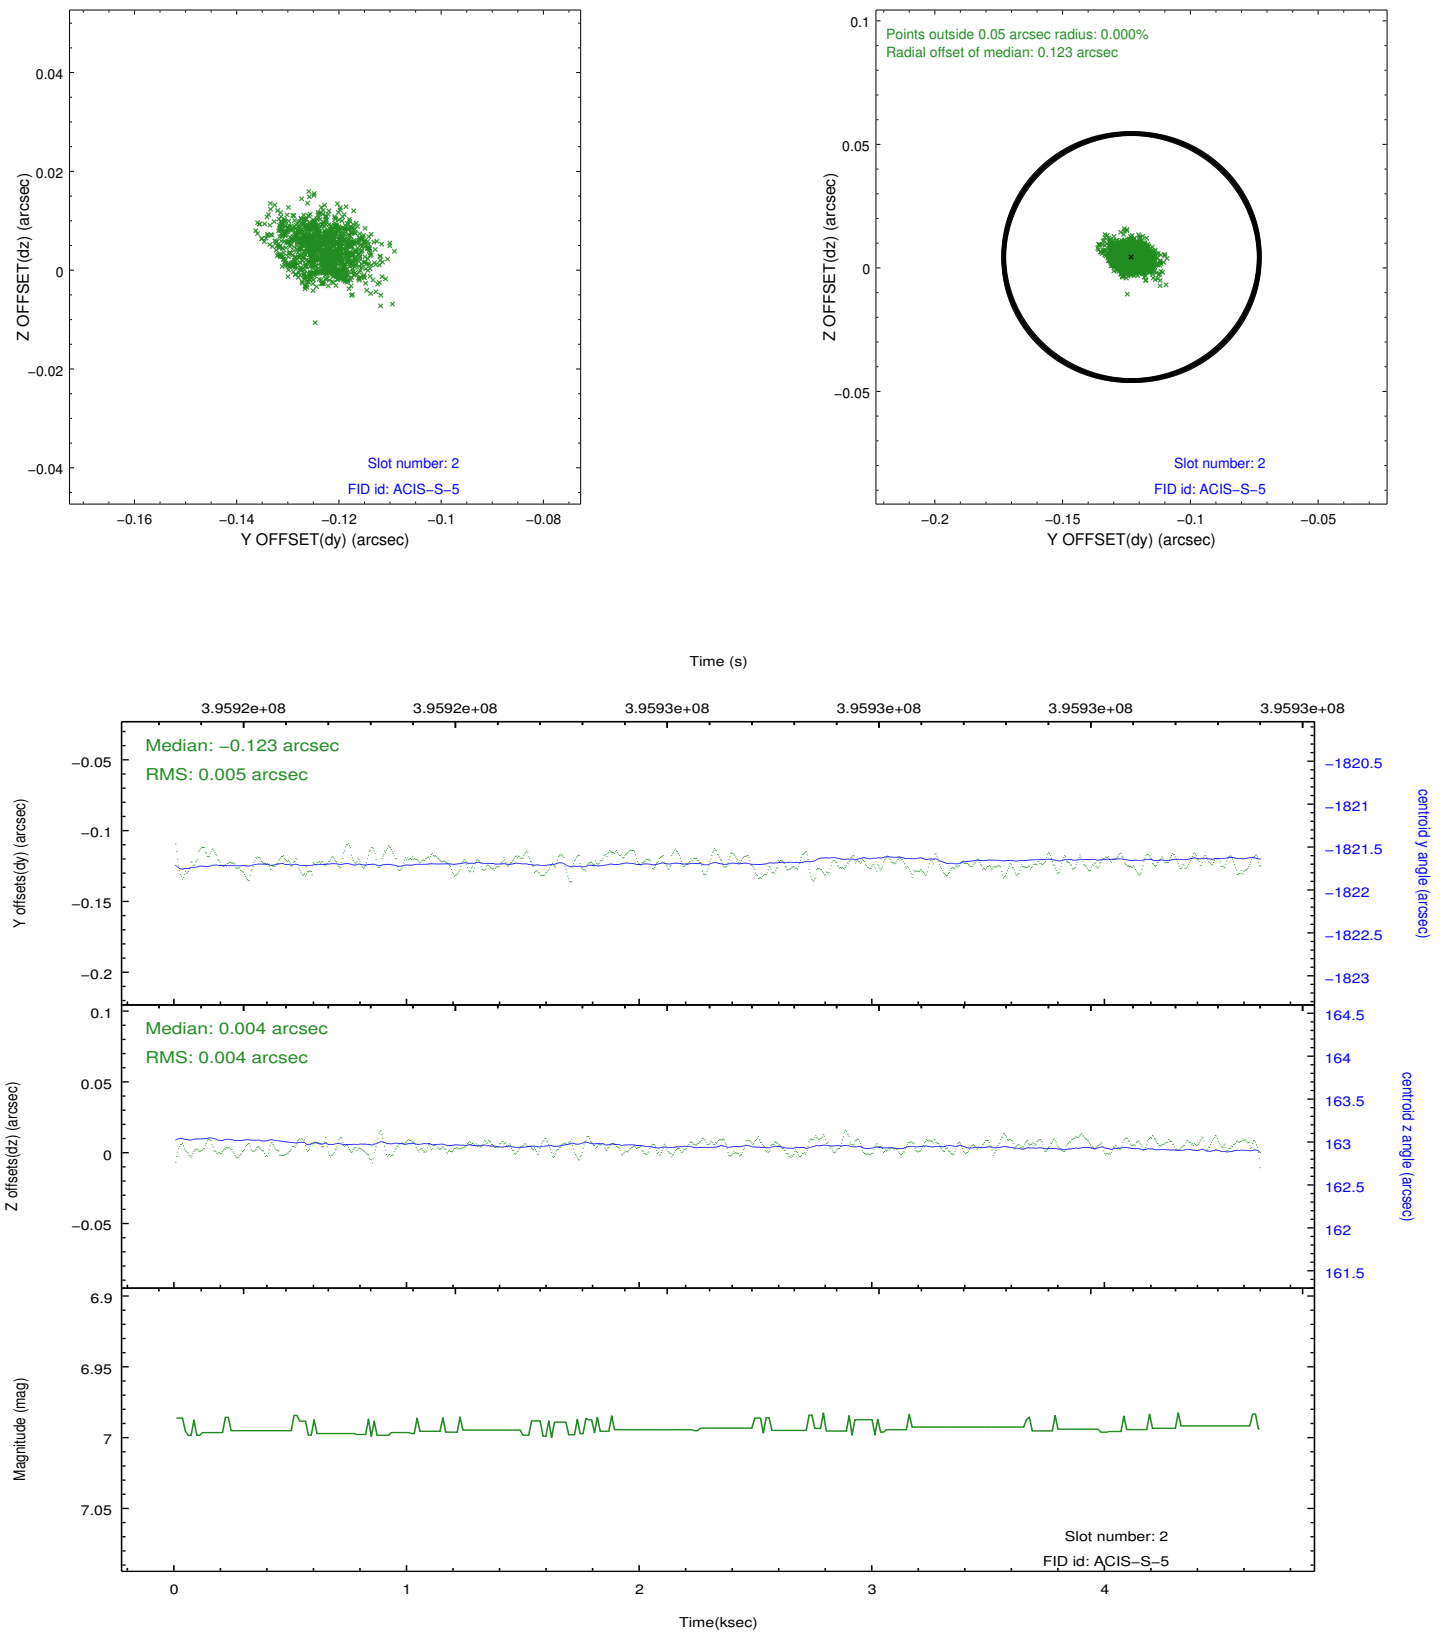 0.04
0.02
0
−0.02
−0.04
Z OFFSET(dz) (arcsec)
Slot number: 2
FID id: ACIS−S−5
−0.16
−0.14
−0.12
−0.1
−0.08
Y OFFSET(dy) (arcsec)
Points outside 0.05 arcsec radius: 0.000%
Radial offset of median: 0.123 arcsec
0.1
0.05
0
−0.05
Z OFFSET(dz) (arcsec)
Slot number: 2
FID id: ACIS−S−5
−0.2
−0.15
−0.1
−0.05
Y OFFSET(dy) (arcsec)
Time (s)
3.9592e+08
3.9592e+08
3.9593e+08
3.9593e+08
3.9593e+08
3.9593e+08
Median: −0.123 arcsec
RMS: 0.005 arcsec
−0.05
−0.1
−0.15
−0.2
Y offsets(dy) (arcsec)
−1820.5
−1821
−1821.5
−1822
−1822.5
−1823
centroid y angle (arcsec)
Median: 0.004 arcsec
RMS: 0.004 arcsec
0.1
0.05
0
−0.05
Z offsets(dz) (arcsec)
164.5
164
163.5
163
162.5
162
161.5
centroid z angle (arcsec)
6.9
6.95
7
7.05
Magnitude (mag)
Slot number: 2
FID id: ACIS−S−5
0
1
2
3
4
Time(ksec)